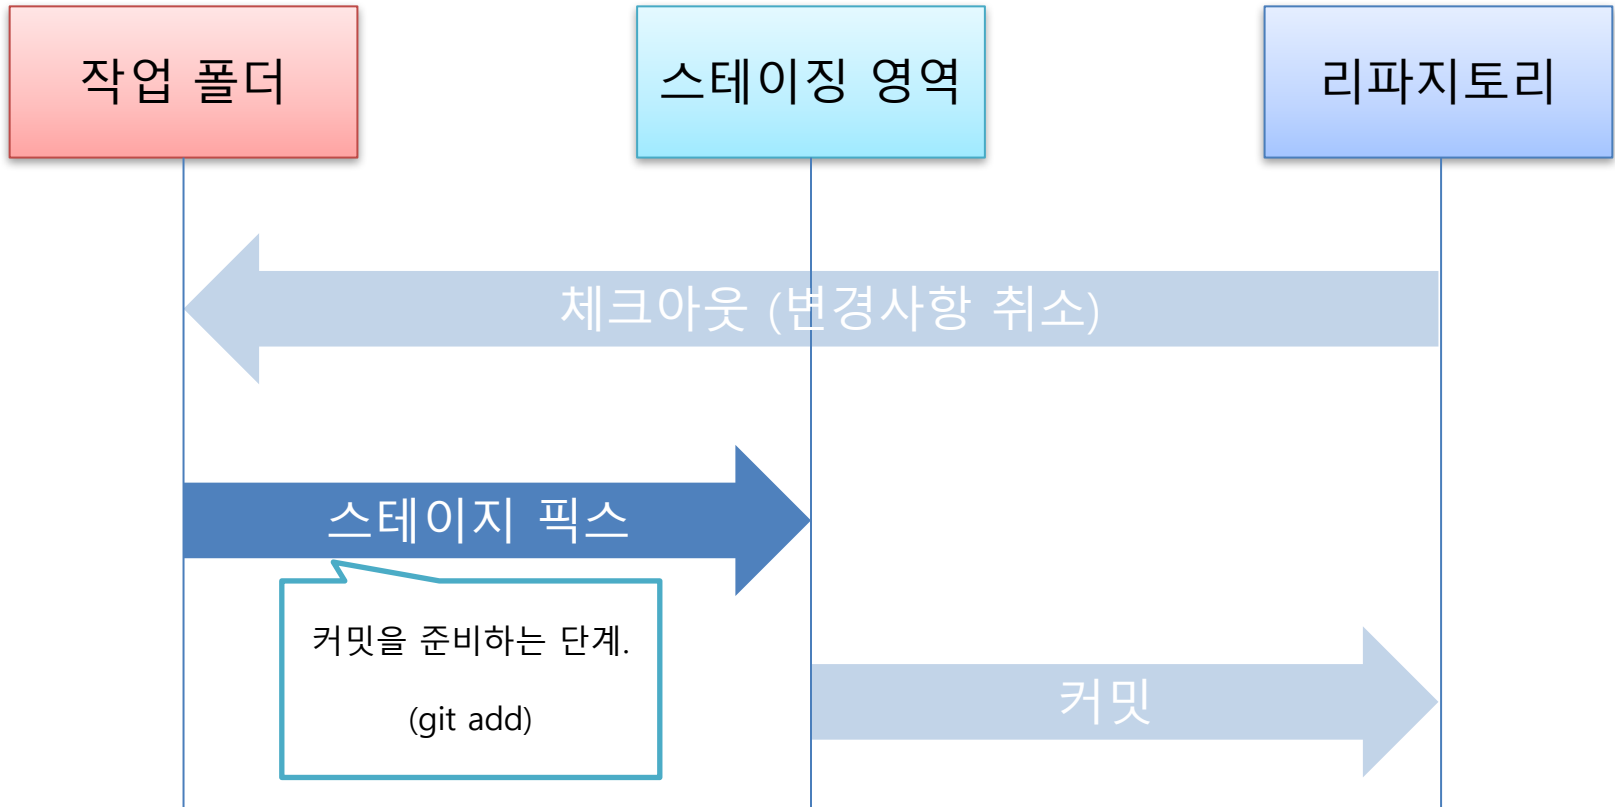 작업 폴더
스테이징 영역
리파지토리
체크아웃 (변경사항 취소)
스테이지 픽스
커밋을 준비하는 단계.
(git add)
커밋